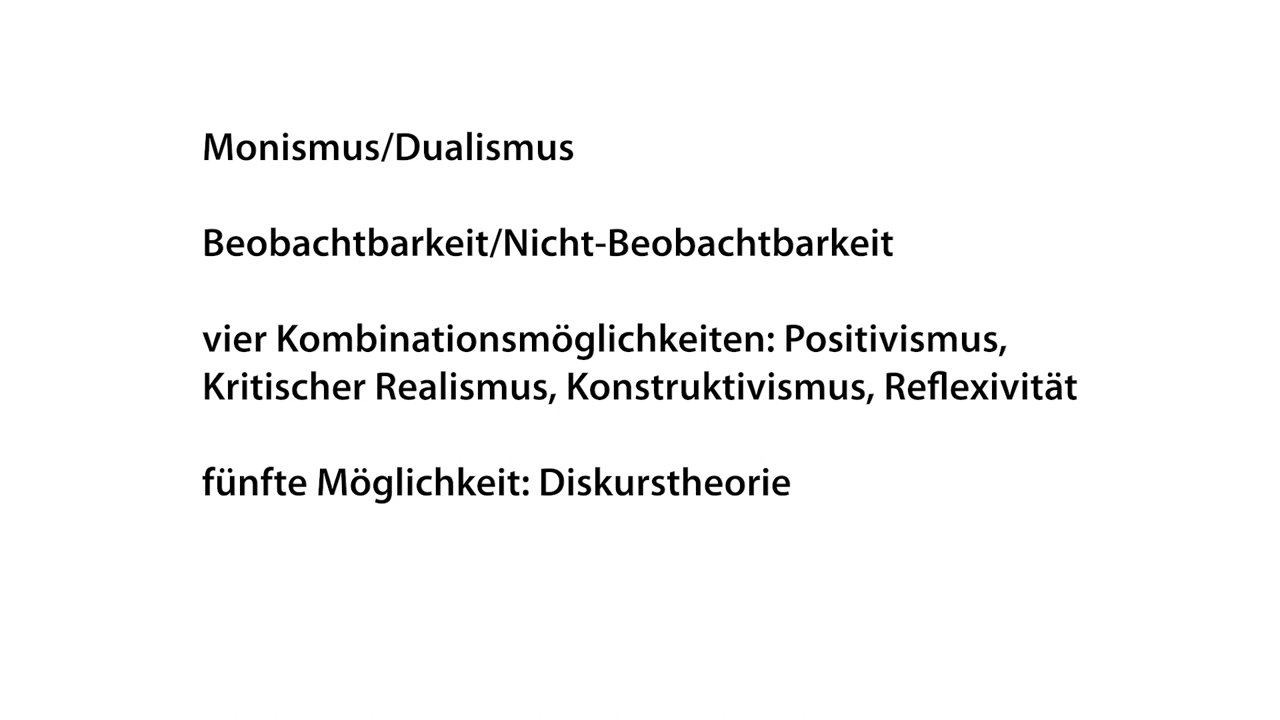 Monismus/Dualismus
Beobachtbarkeit/Nicht-Beobachtbarkeit
vier Kombinationsmöglichkeiten: Positivismus,
Kritischer Realismus, Konstruktivismus, Reflexivität
fünfte Möglichkeit: Diskurstheorie